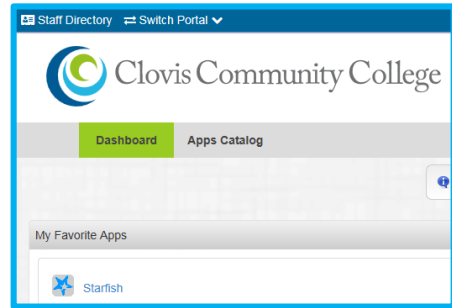 Staff Directory Switch Portal
Clovis Community College
Dashboard Apps Catalog
My Favorite Apps
Starfish